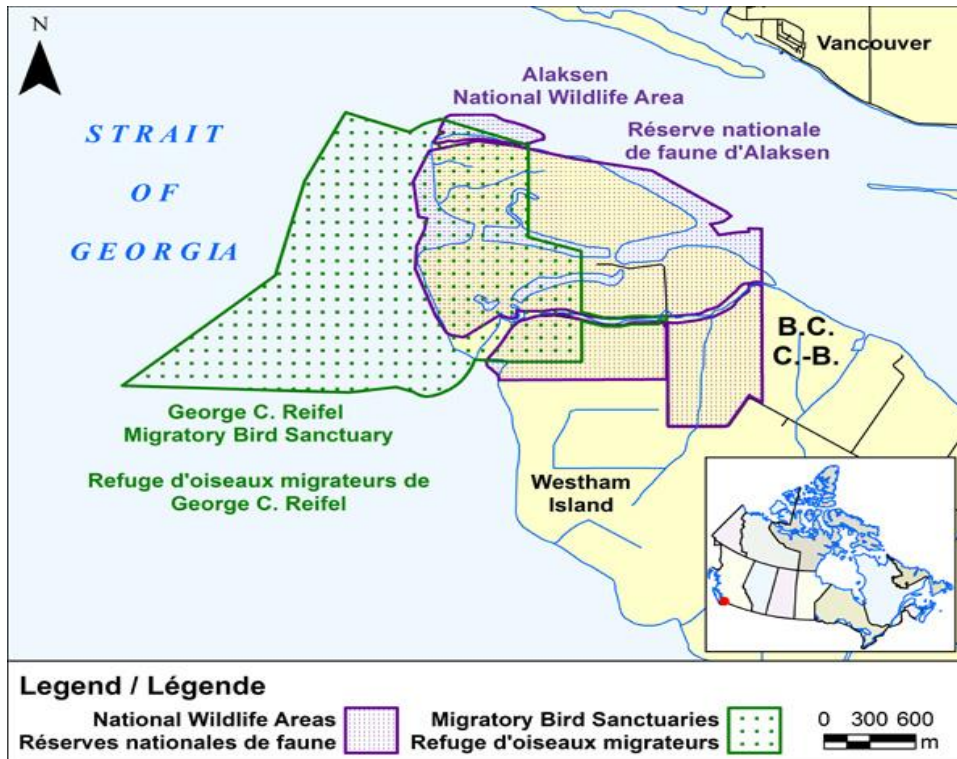 N
Vancouver
Alaksen
National Wildlife Area
Réserve nationale
de faune d'Alaksen
STRAIT
OF
GEORGIA
B.C.
C.-B.
George C. Reifel
Migratory Bird Sanctuary
Refuge d'oiseaux migrateurs de
George C. Reifel
Westham
Island
Legend / Légende
National Wildlife Areas
Réserves nationales de faune
Migratory Bird Sanctuaries
Refuge d'oiseaux migrateurs
0 300 600
m